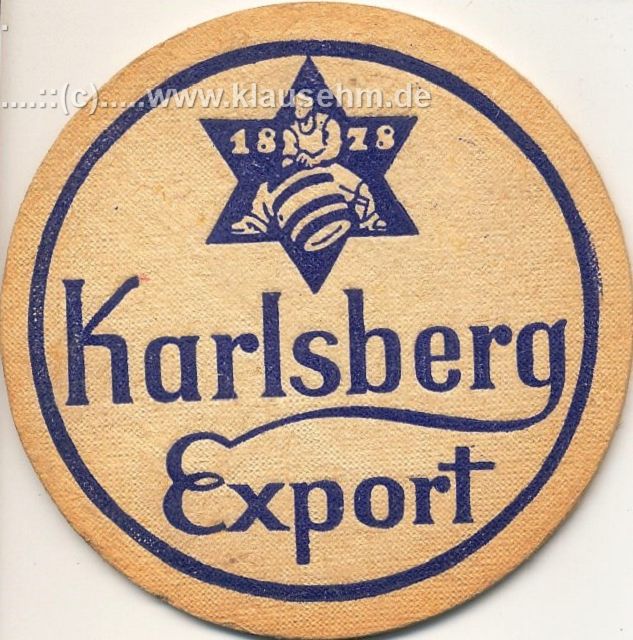 .....::(c).....www.klausehm.de
1878
Karlsberg
Export